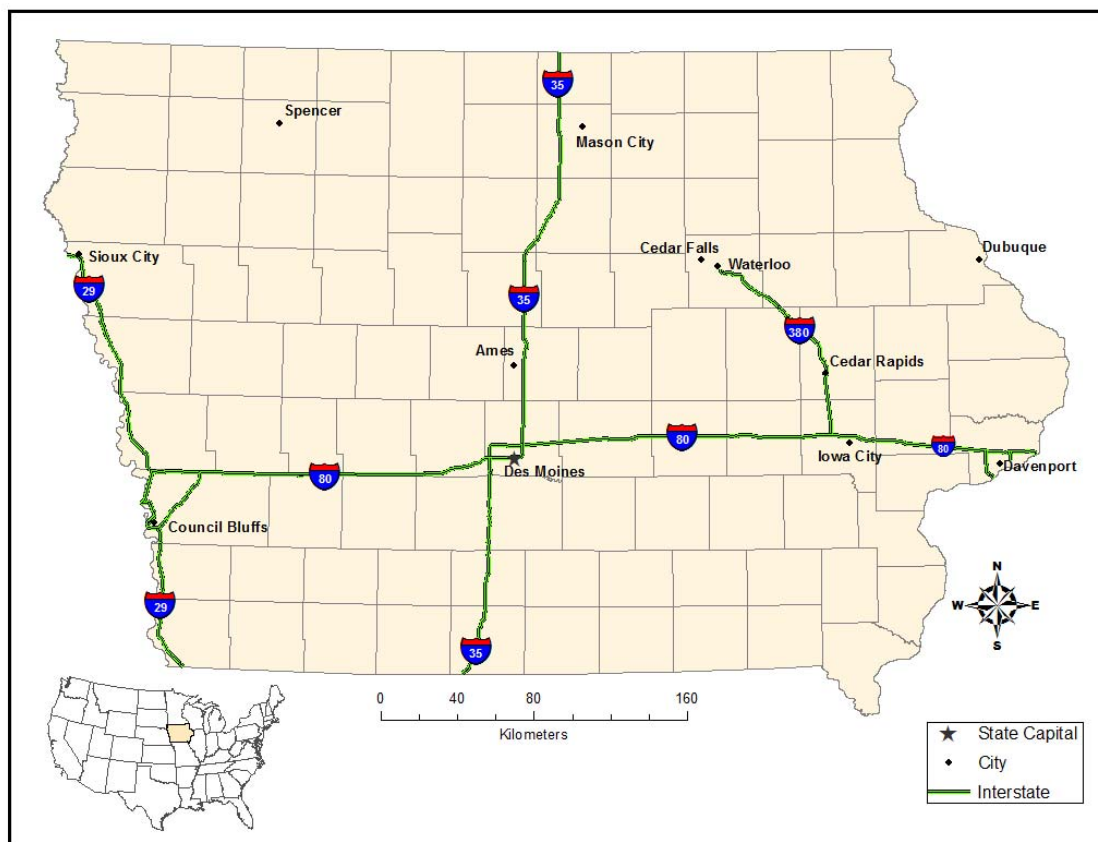 35
Spencer
Mason City
Cedar Falls
Dubuque
Sioux City
Waterloo
29
35
380
Ames
Cedar Rapids
80
80
Iowa City
Davenport
Des Moines
80
Council Bluffs
N
W E
S
29
35
0 40 80 160
Kilometers
State Capital
City
Interstate